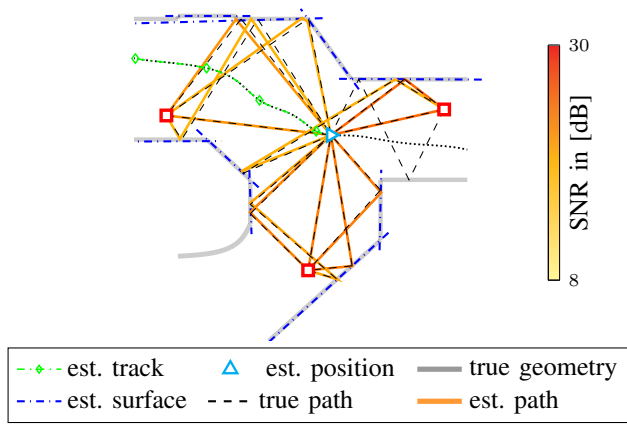 30
SNR in [dB]
8
est. track est. position true geometry
est. surface true path est. path